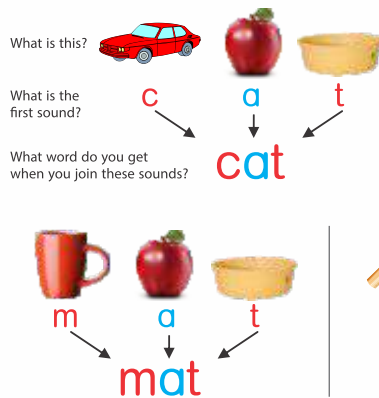 What is this?
What is the
first sound?
c a t
What word do you get
when you join these sounds?
cat
m a t
mat